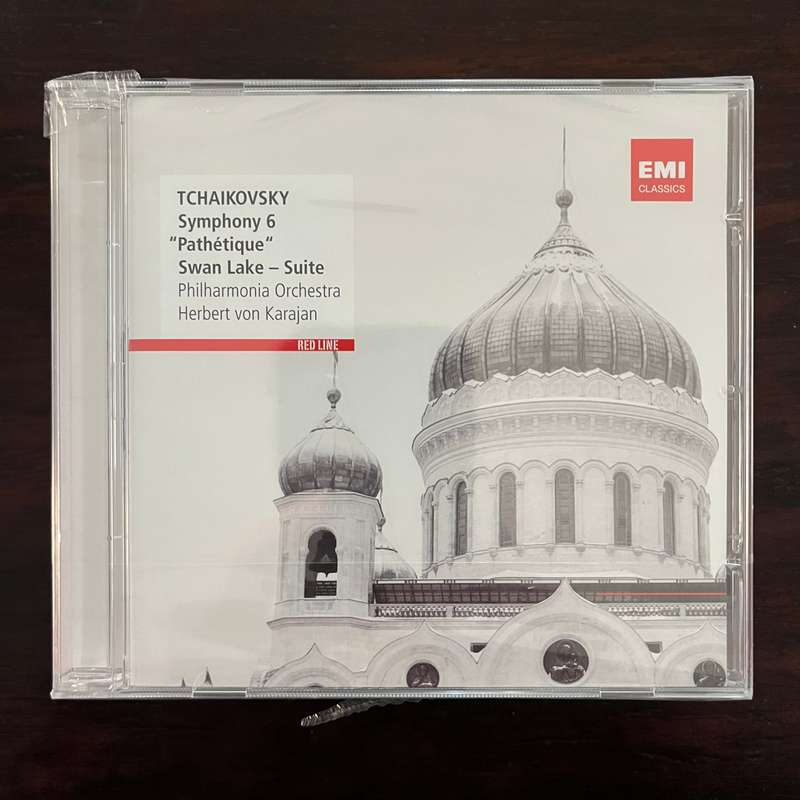 TCHAIKOVSKY
Symphony 6
"Pathétique"
Swan Lake – Suite
Philharmonia Orchestra
Herbert von Karajan
RED LINE
EMI
CLASSICS